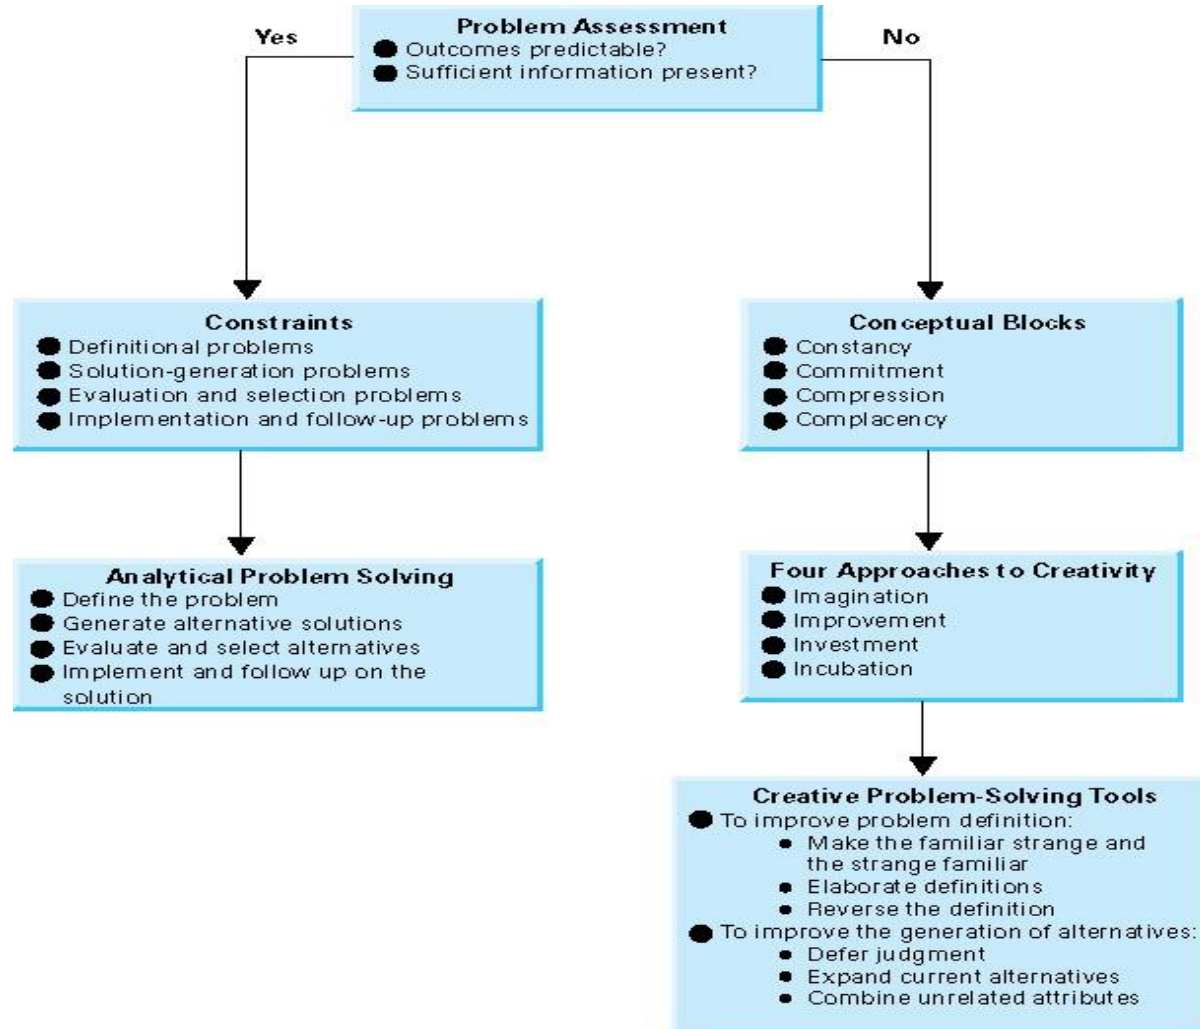 Problem Assessment
Yes
No
● Outcomes predictable?
● Sufficient information present?
Constraints
● Definitional problems
● Solution-generation problems
● Evaluation and selection problems
● Implementation and follow-up problems
Conceptual Blocks
● Constancy
● Commitment
● Compression
● Complacency
Analytical Problem Solving
● Define the problem
● Generate alternative solutions
● Evaluate and select alternatives
● Implement and follow up on the
solution
Four Approaches to Creativity
● Imagination
● Improvement
● Investment
● Incubation
Creative Problem-Solving Tools
● To improve problem definition:
● Make the familiar strange and
the strange familiar
● Elaborate definitions
● Reverse the definition
● To improve the generation of alternatives:
● Defer judgment
● Expand current alternatives
● Combine unrelated attributes